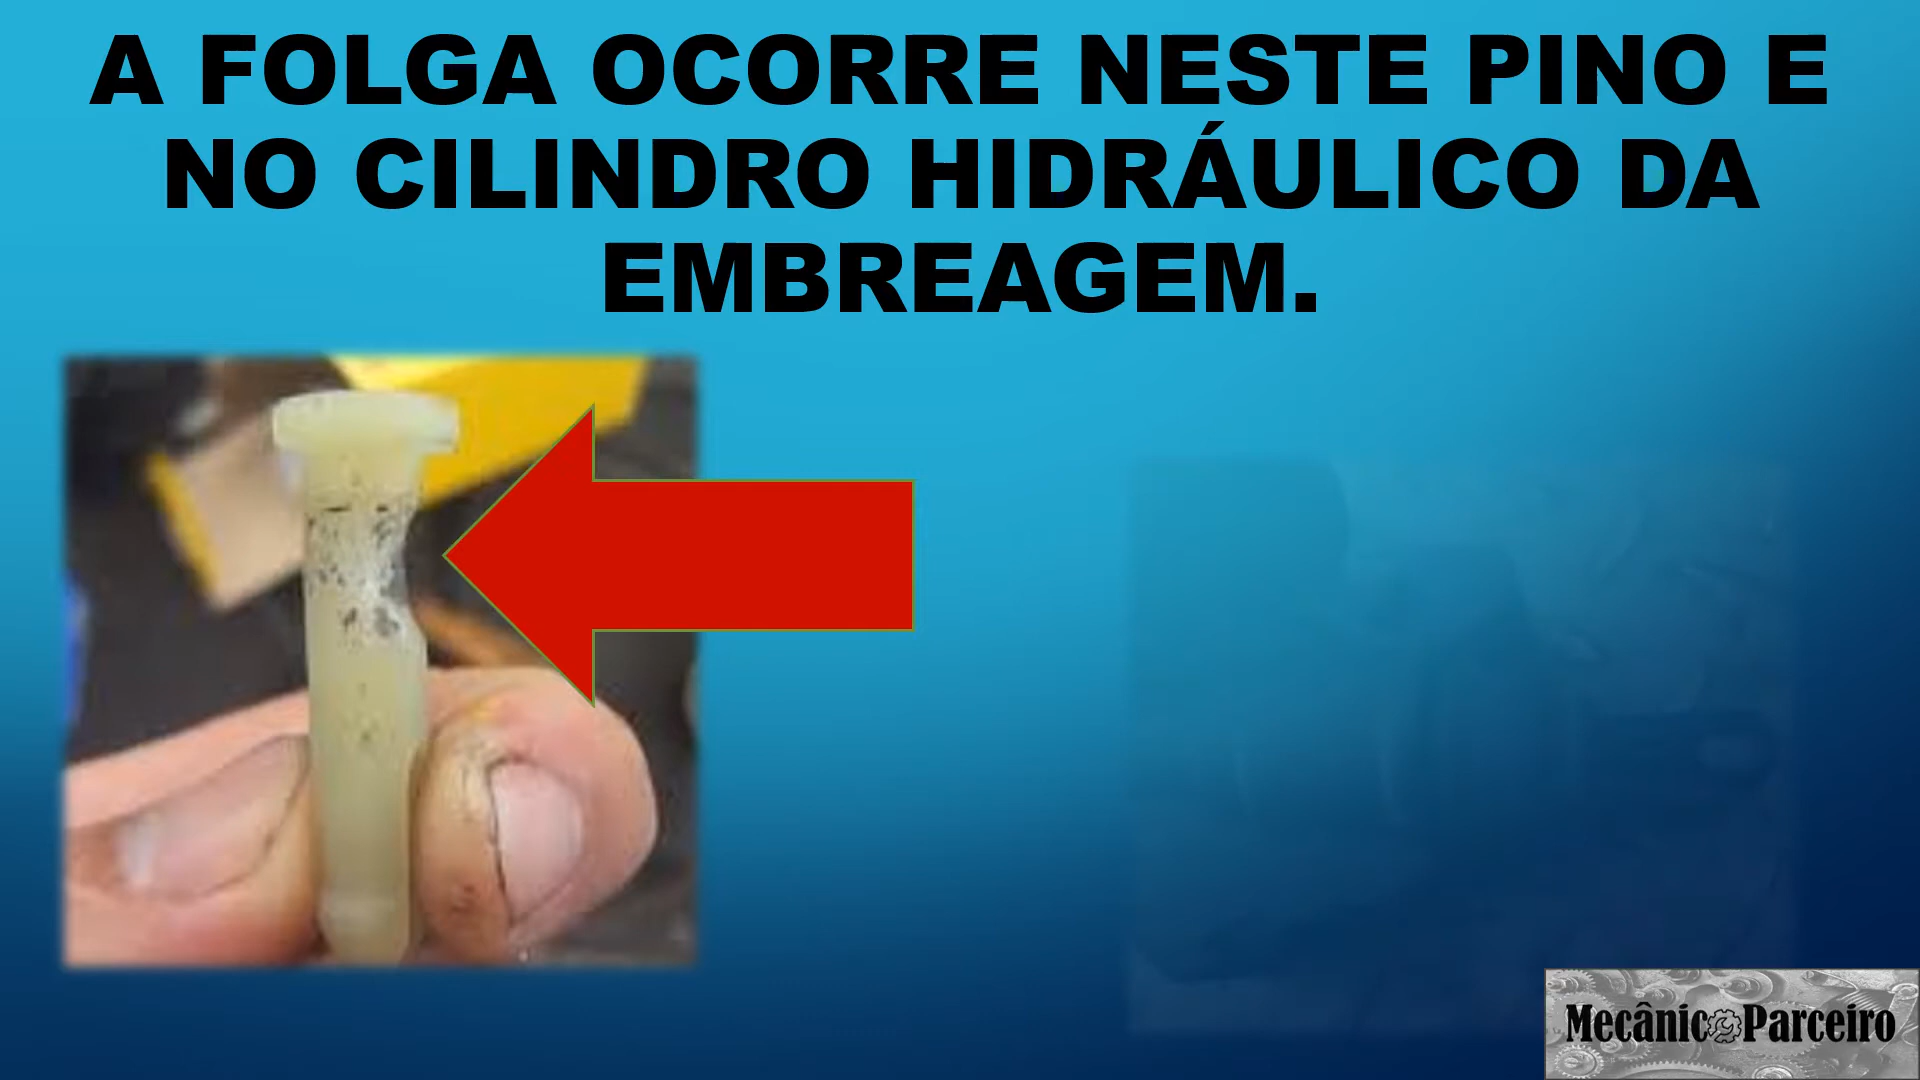 A FOLGA OCORRE NESTE PINO E
NO CILINDRO HIDRÁULICO DA
EMBREAGEM.
Mecânico Parceiro